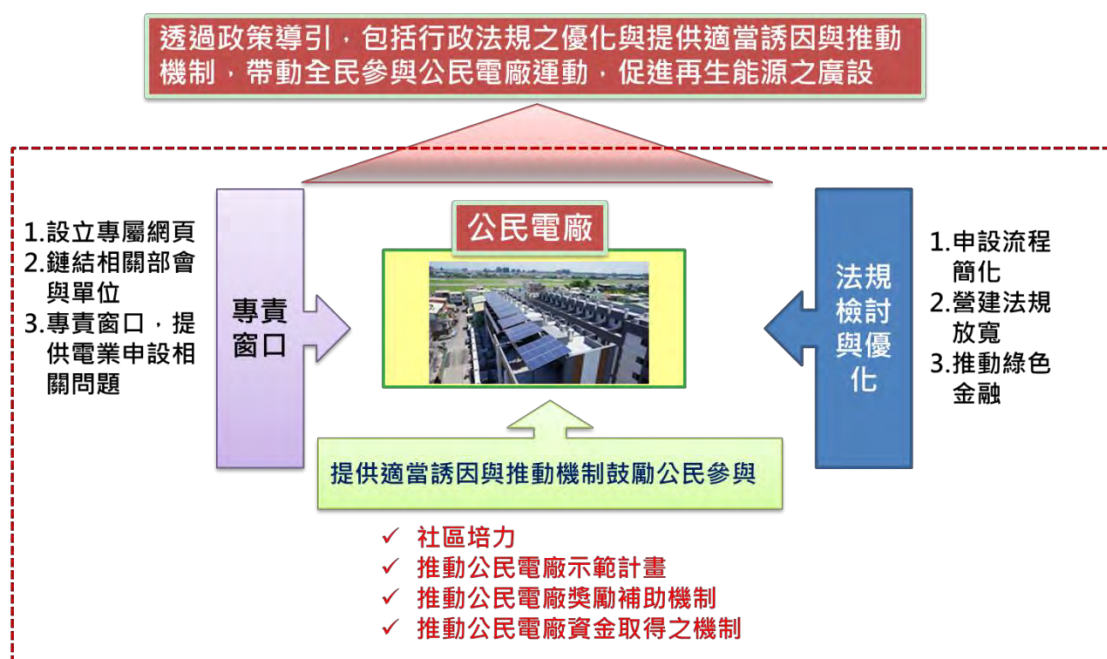 透過政策導引，包括行政法規之優化與提供適當誘因與推動
機制，帶動全民參與公民電廠運動，促進再生能源之廣設
1.設立專屬網頁
2.鏈結相關部會
與單位
3.專責窗口，提
供電業申設相
關問題
專責
窗口
公民電廠
法規
檢討
與優
化
1.申設流程
簡化
2.營建法規
放寬
3.推動綠色
金融
提供適當誘因與推動機制鼓勵公民參與
✓ 社區培力
✓ 推動公民電廠示範計畫
✓ 推動公民電廠獎勵補助機制
✓ 推動公民電廠資金取得之機制